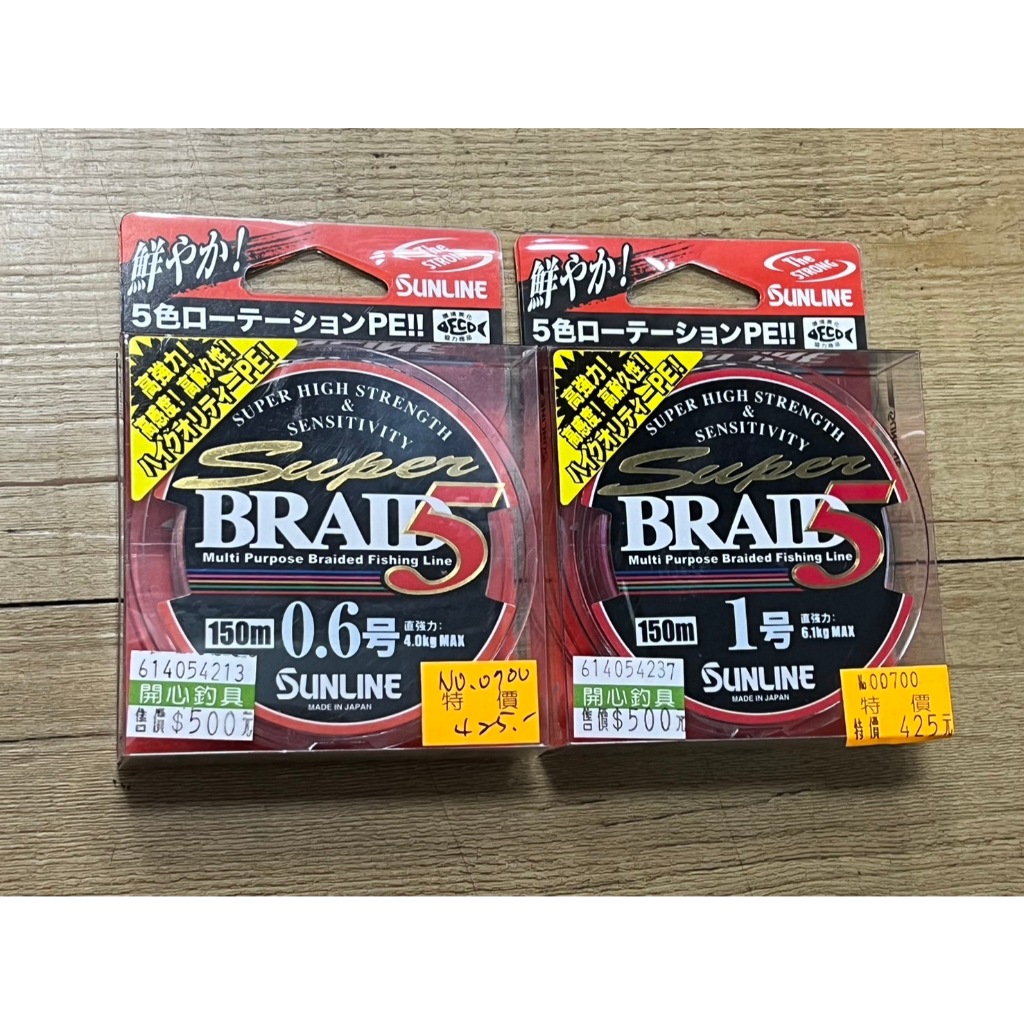 鮮やか!
The
STRONG
SUNLINE
5色ローテーションPE!!
ECO
高強力!
高感度!高耐久性!
ハイクオリティーPE!
SUPER HIGH STRENGTH
&
SENSITIVITY
Super
BRAID5
Multi Purpose Braided Fishing Line
150m
0.6号
直強力:
4.0kg MAX
SUNLINE
MADE IN JAPAN
614054213
開心釣具
售價$500元
特價
鮮やか!
The
STRONG
SUNLINE
5色ローテーションPE!!
ECO
高強力!
高感度!高耐久性!
ハイクオリティーPE!
SUPER HIGH STRENGTH
&
SENSITIVITY
Super
BRAID5
Multi Purpose Braided Fishing Line
150m
1号
直強力:
6.1kg MAX
SUNLINE
MADE IN JAPAN
614054237
開心釣具
售價$500元
№00700
特價
特價 425元